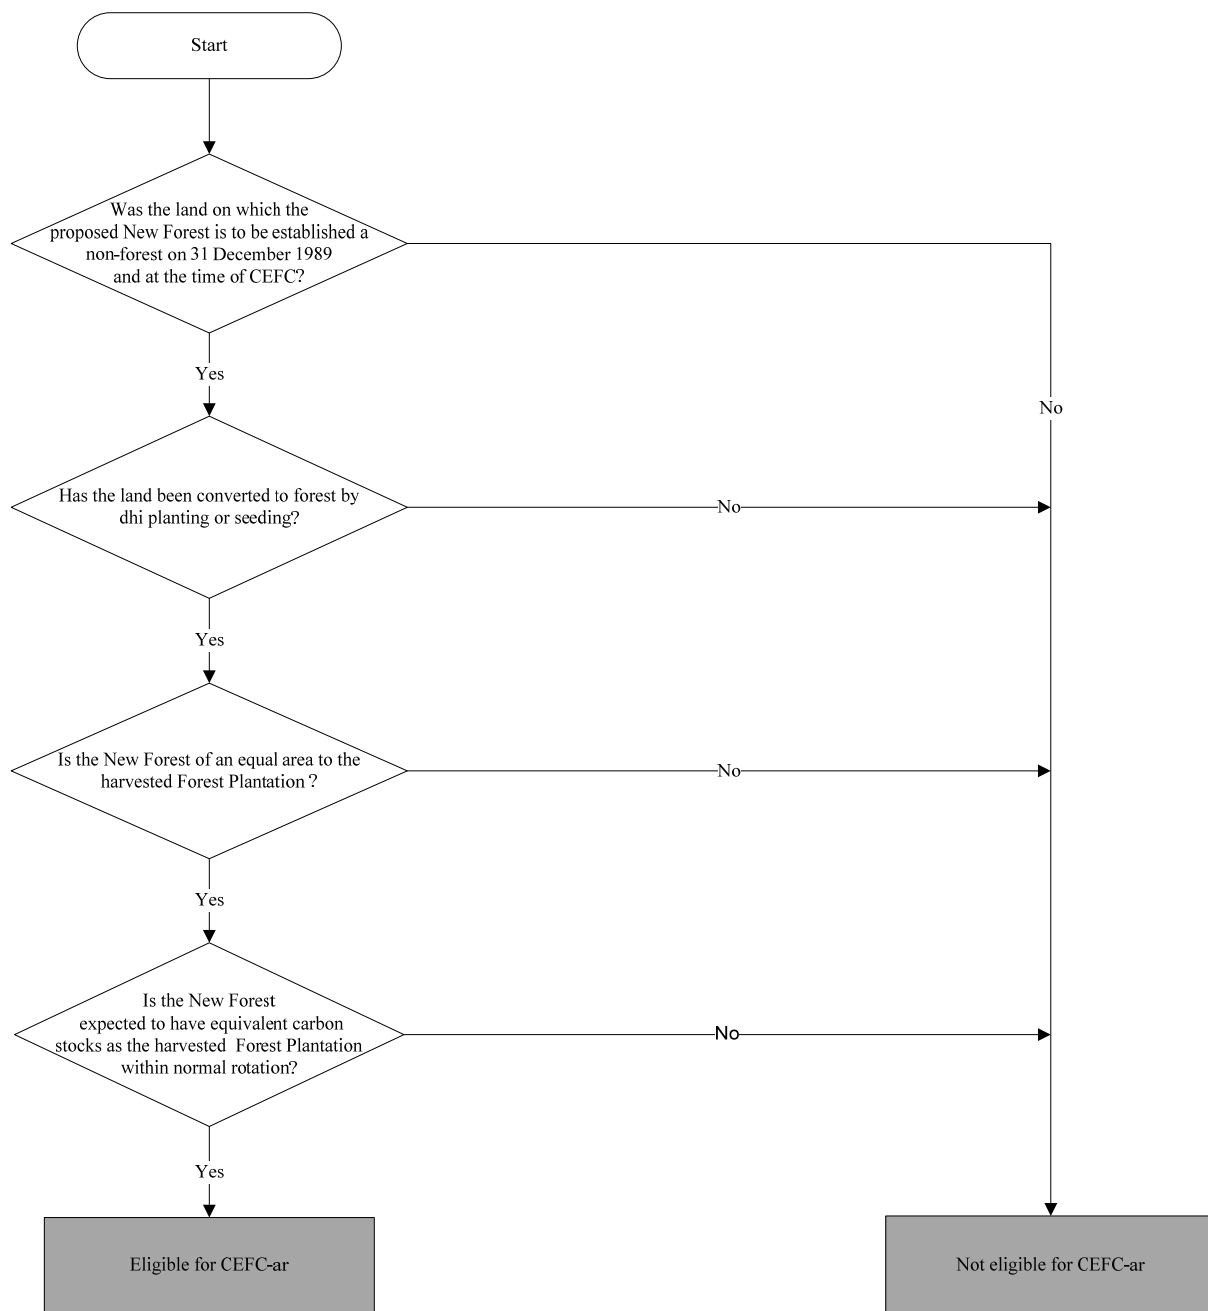 Start
Was the land on which the
proposed New Forest is to be established a
non-forest on 31 December 1989
and at the time of CEFC?
Yes
No
Has the land been converted to forest by
dhi planting or seeding?
No
Yes
Is the New Forest of an equal area to the
harvested Forest Plantation ?
No
Yes
Is the New Forest
expected to have equivalent carbon
stocks as the harvested Forest Plantation
within normal rotation?
No
Yes
Eligible for CEFC-ar
Not eligible for CEFC-ar